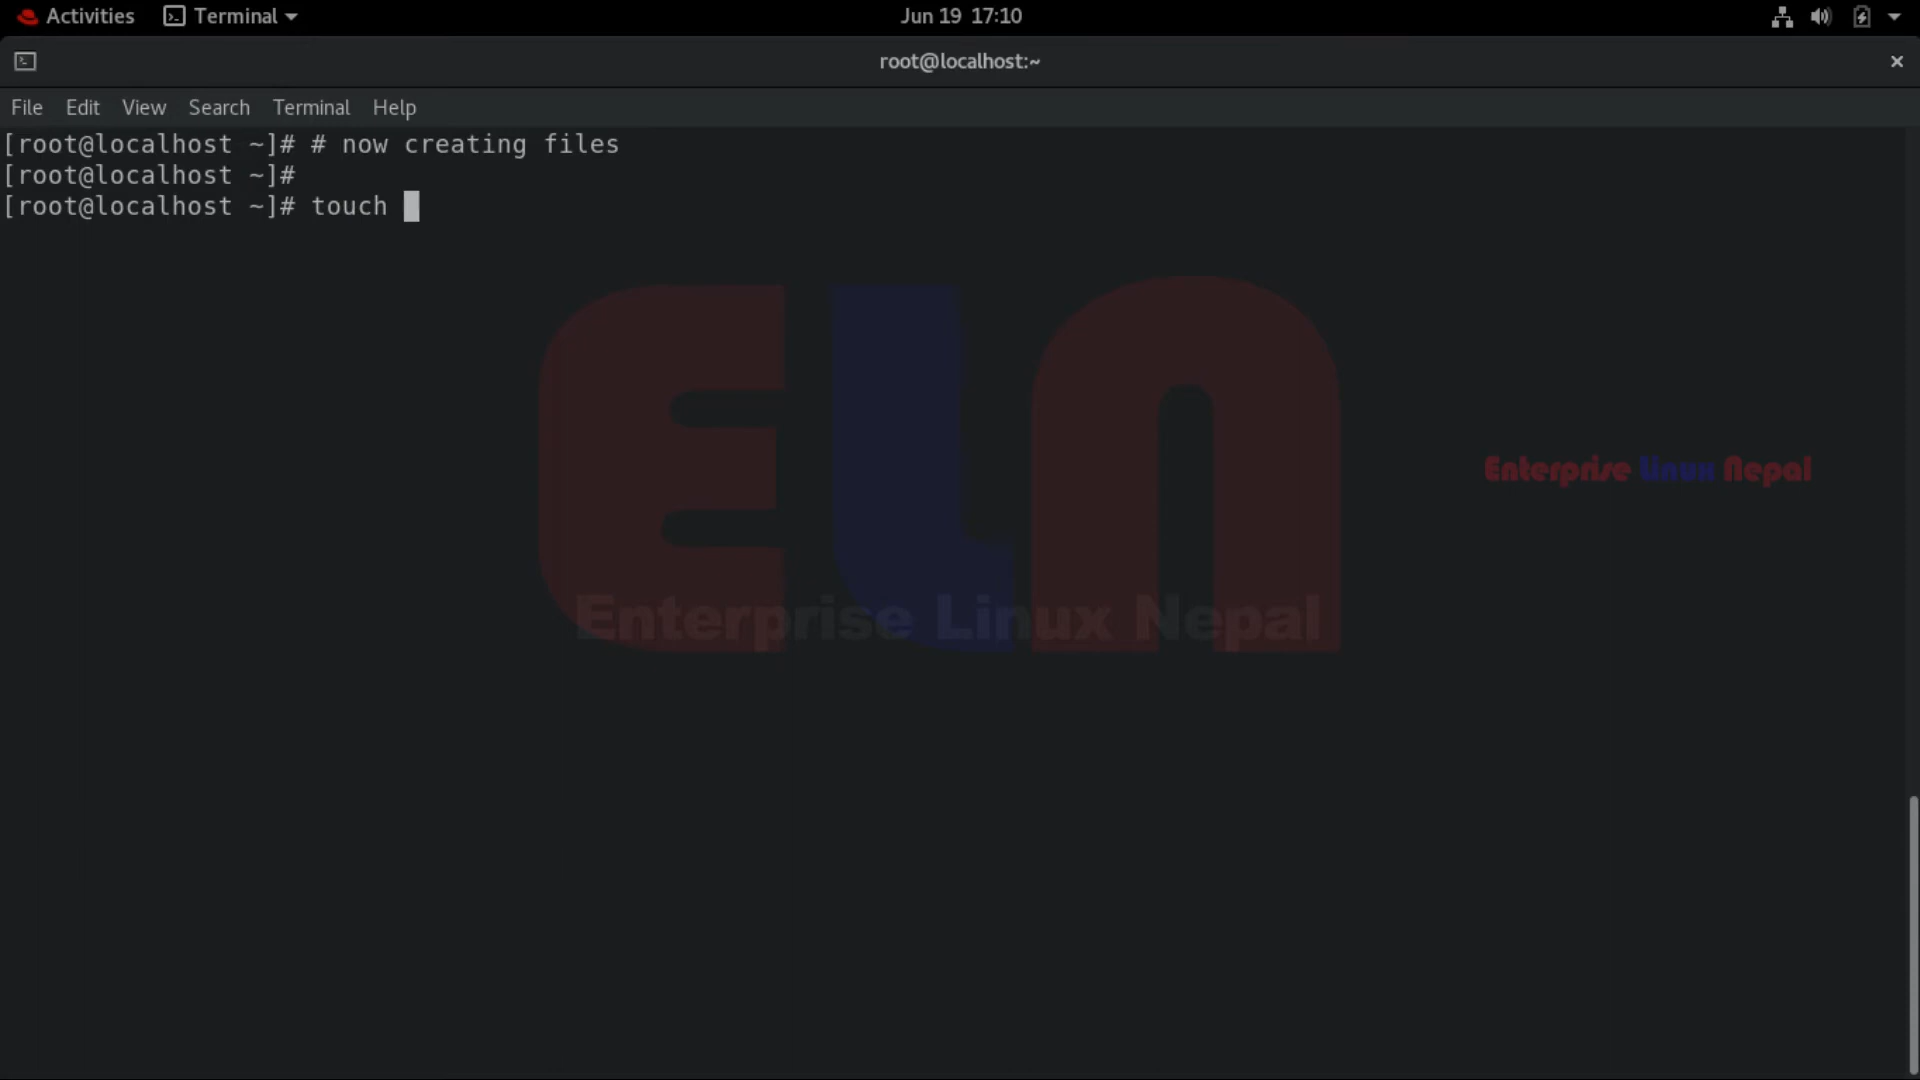 Activities Terminal Jun 19 17:10
root@localhost:~
File Edit View Search Terminal Help
[root@localhost ~]# # now creating files
[root@localhost ~]#
[root@localhost ~]# touch
ELN
Enterprise Linux Nepal
Enterprise Linux Nepal